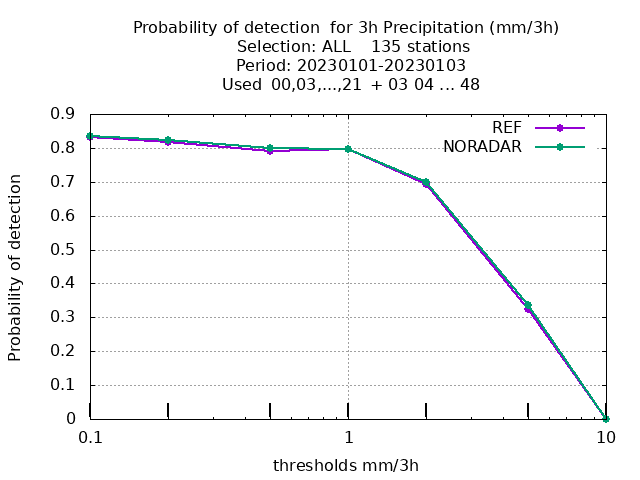 Probability of detection  for 3h Precipitation (mm/3h)
Selection: ALL    135 stations
Period: 20230101-20230103
Used  00,03,...,21  + 03 04 ... 48
REF
NORADAR
Probability of detection
0.9
0.8
0.7
0.6
0.5
0.4
0.3
0.2
0.1
0
0.1
1
10
thresholds mm/3h